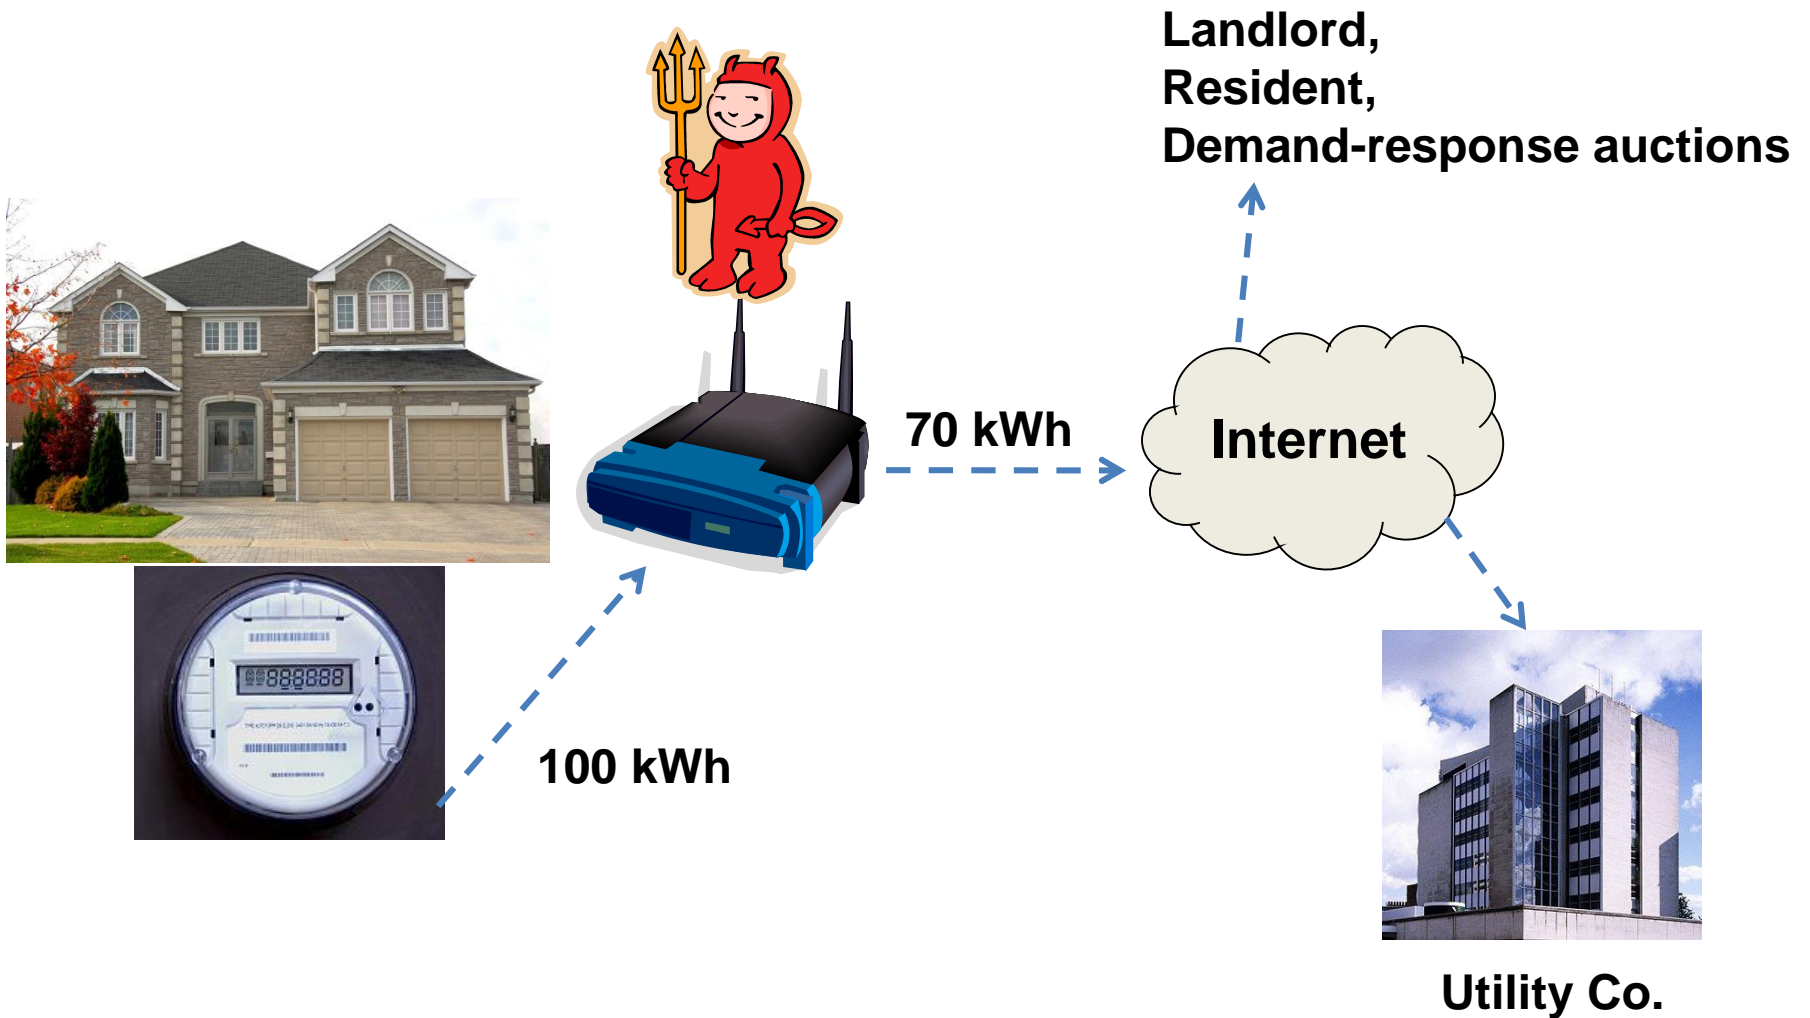 Landlord,
Resident,
Demand-response auctions
70 kWh
Internet
100 kWh
Utility Co.